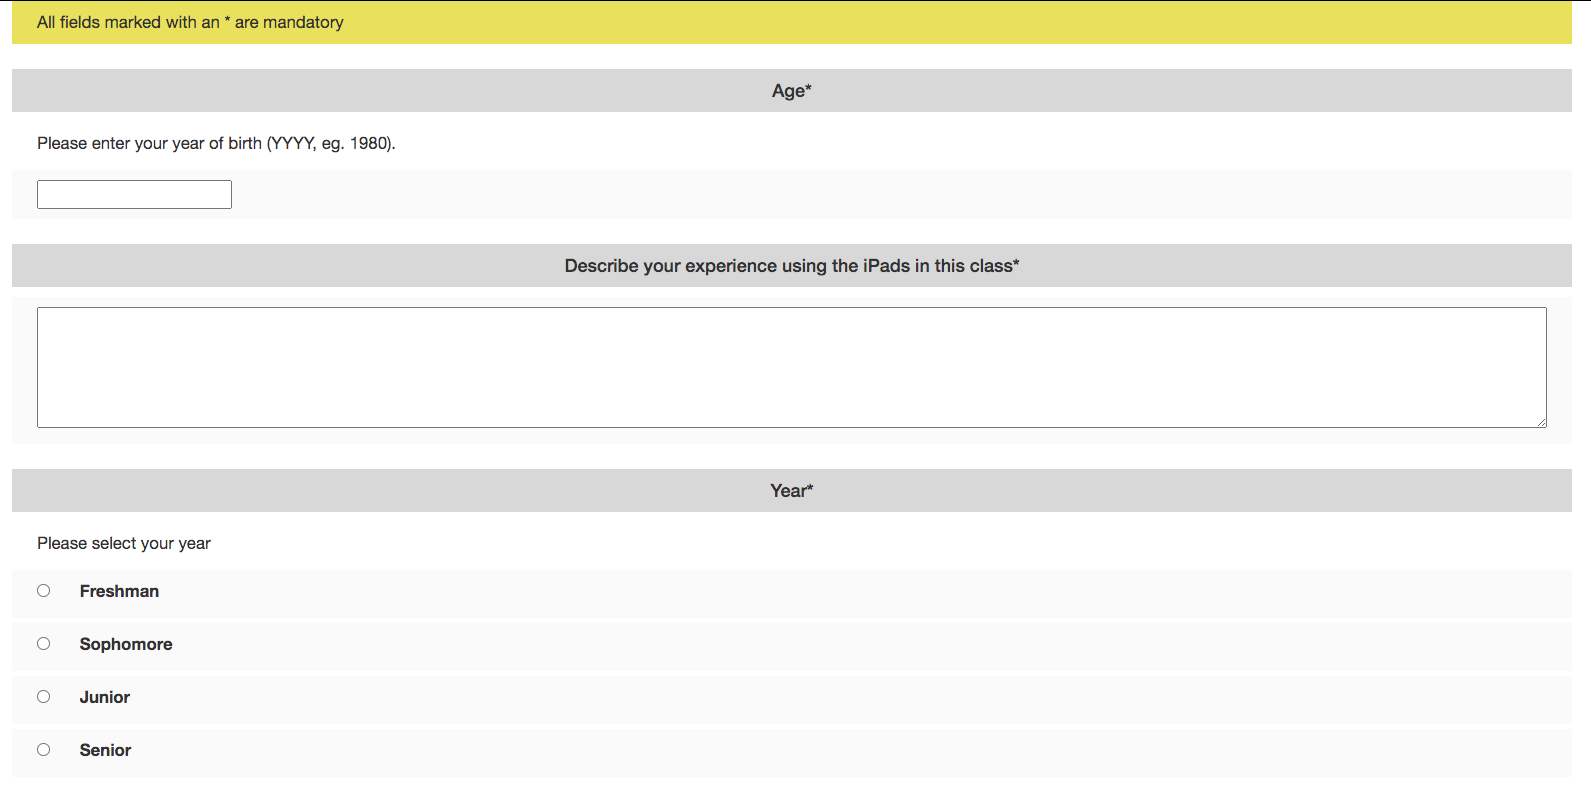 All fields marked with an * are mandatory
Age*
Please enter your year of birth (YYYY, eg. 1980).
Describe your experience using the iPads in this class*
Year*
Please select your year
Freshman
Sophomore
Junior
Senior